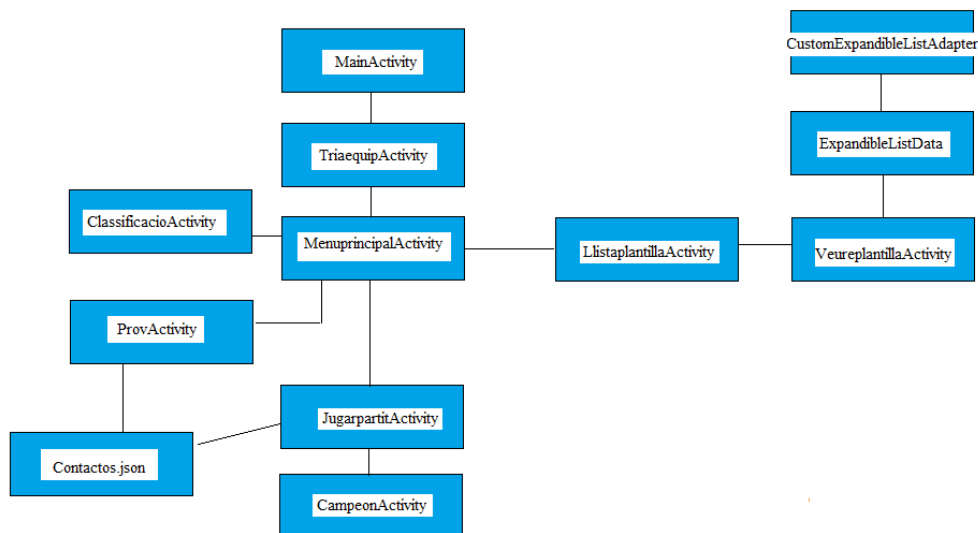 CustomExpandibleListAdapter
MainActivity
ExpandibleListData
TriaequipActivity
ClassificacioActivity
MenuprincipalActivity
LlistaplantillaActivity
VeureplantillaActivity
ProvActivity
JugarpartitActivity
Contactos.json
CampeonActivity